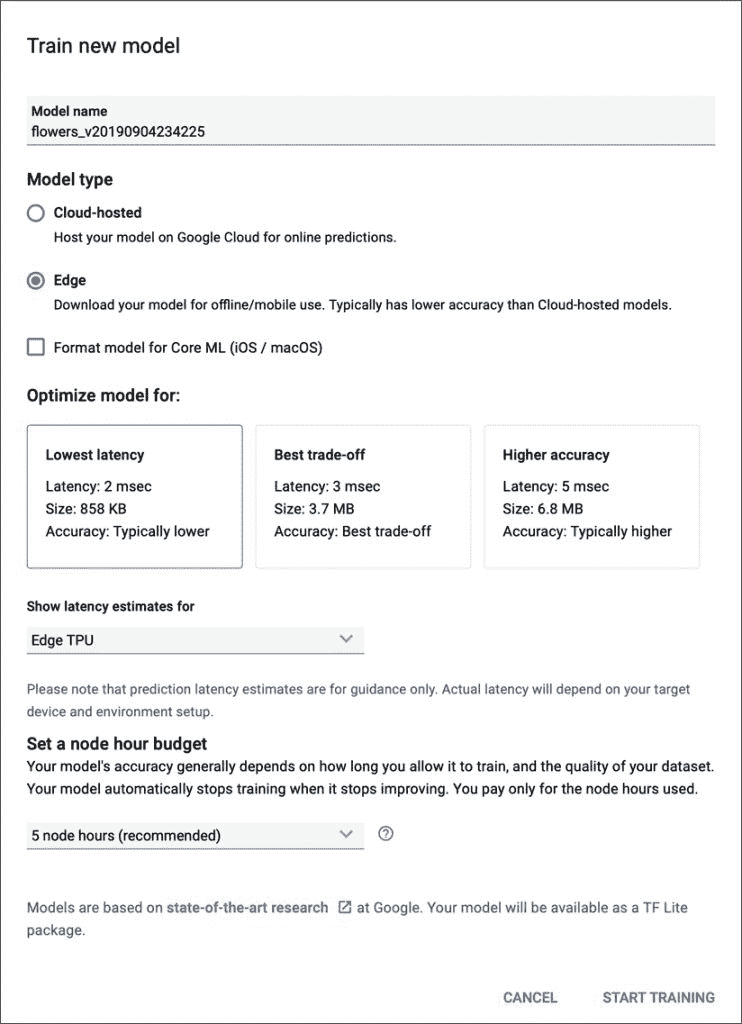 Train new model
Model name
flowers_v20190904234225
Model type
Cloud-hosted
Host your model on Google Cloud for online predictions.
Edge
Download your model for offline/mobile use. Typically has lower accuracy than Cloud-hosted models.
Format model for Core ML (iOS / macOS)
Optimize model for:
Lowest latency
Latency: 2 msec
Size: 858 KB
Accuracy: Typically lower
Best trade-off
Latency: 3 msec
Size: 3.7 MB
Accuracy: Best trade-off
Higher accuracy
Latency: 5 msec
Size: 6.8 MB
Accuracy: Typically higher
Show latency estimates for
Edge TPU
Please note that prediction latency estimates are for guidance only. Actual latency will depend on your target
device and environment setup.
Set a node hour budget
Your model's accuracy generally depends on how long you allow it to train, and the quality of your dataset.
Your model automatically stops training when it stops improving. You pay only for the node hours used.
5 node hours (recommended)
Models are based on state-of-the-art research at Google. Your model will be available as a TF Lite
package.
CANCEL
START TRAINING